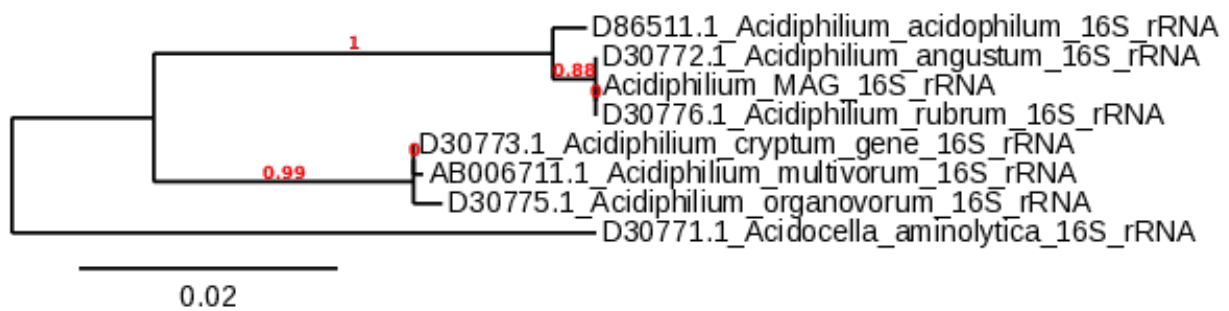 D86511.1_Acidiphilium_acidophilum_16S_rRNA
1
D30772.1_Acidiphilium_angustum_16S_rRNA
0.88
Acidiphilium_MAG_16S_rRNA
0
D30776.1_Acidiphilium_rubrum_16S_rRNA
0
D30773.1_Acidiphilium_cryptum_gene_16S_rRNA
0.99
AB006711.1_Acidiphilium_multivorum_16S_rRNA
D30775.1_Acidiphilium_organovorum_16S_rRNA
D30771.1_Acidocella_aminolytica_16S_rRNA
0.02